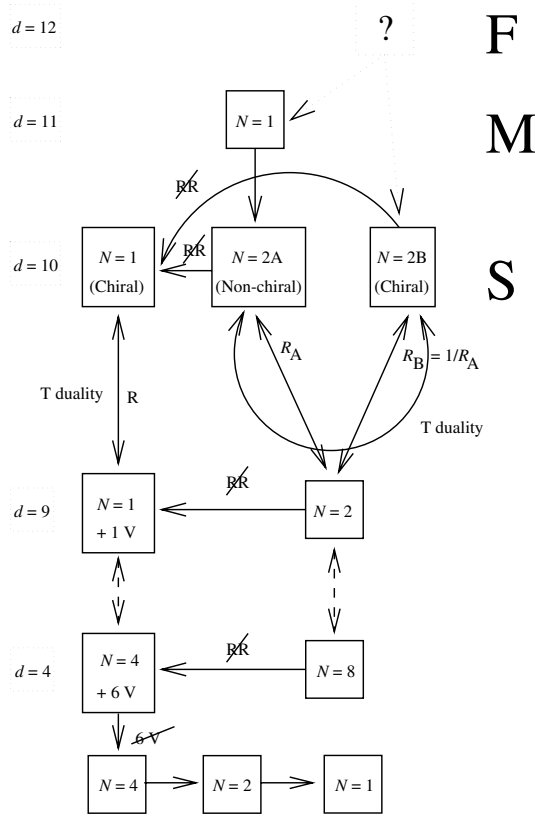 d = 12
?
F
d = 11
N = 1
M
RR
d = 10
N = 1
(Chiral)
RR
N = 2A
(Non-chiral)
N = 2B
(Chiral)
S
R_A
R_B = 1/R_A
T duality
R
T duality
RR
d = 9
N = 1
+ 1 V
N = 2
RR
d = 4
N = 4
+ 6 V
N = 8
6 V
N = 4
N = 2
N = 1